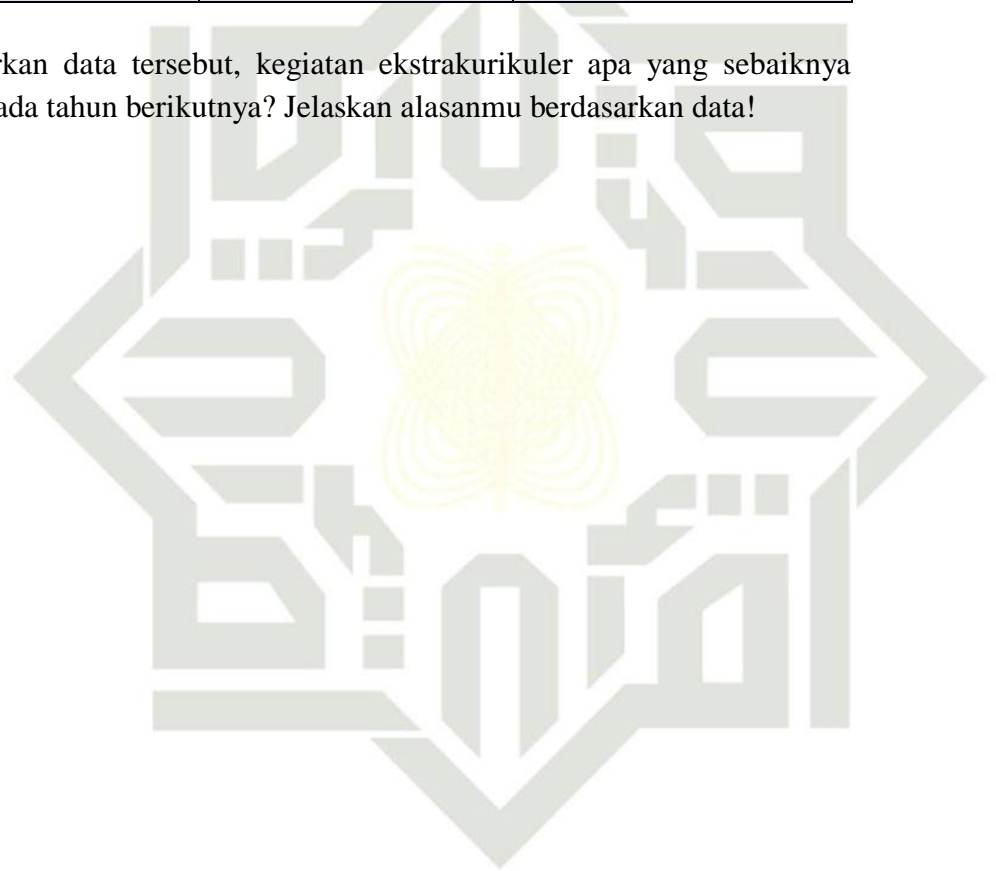 rkan data tersebut, kegiatan ekstrakurikuler apa yang sebaiknya
ada tahun berikutnya? Jelaskan alasanmu berdasarkan data!